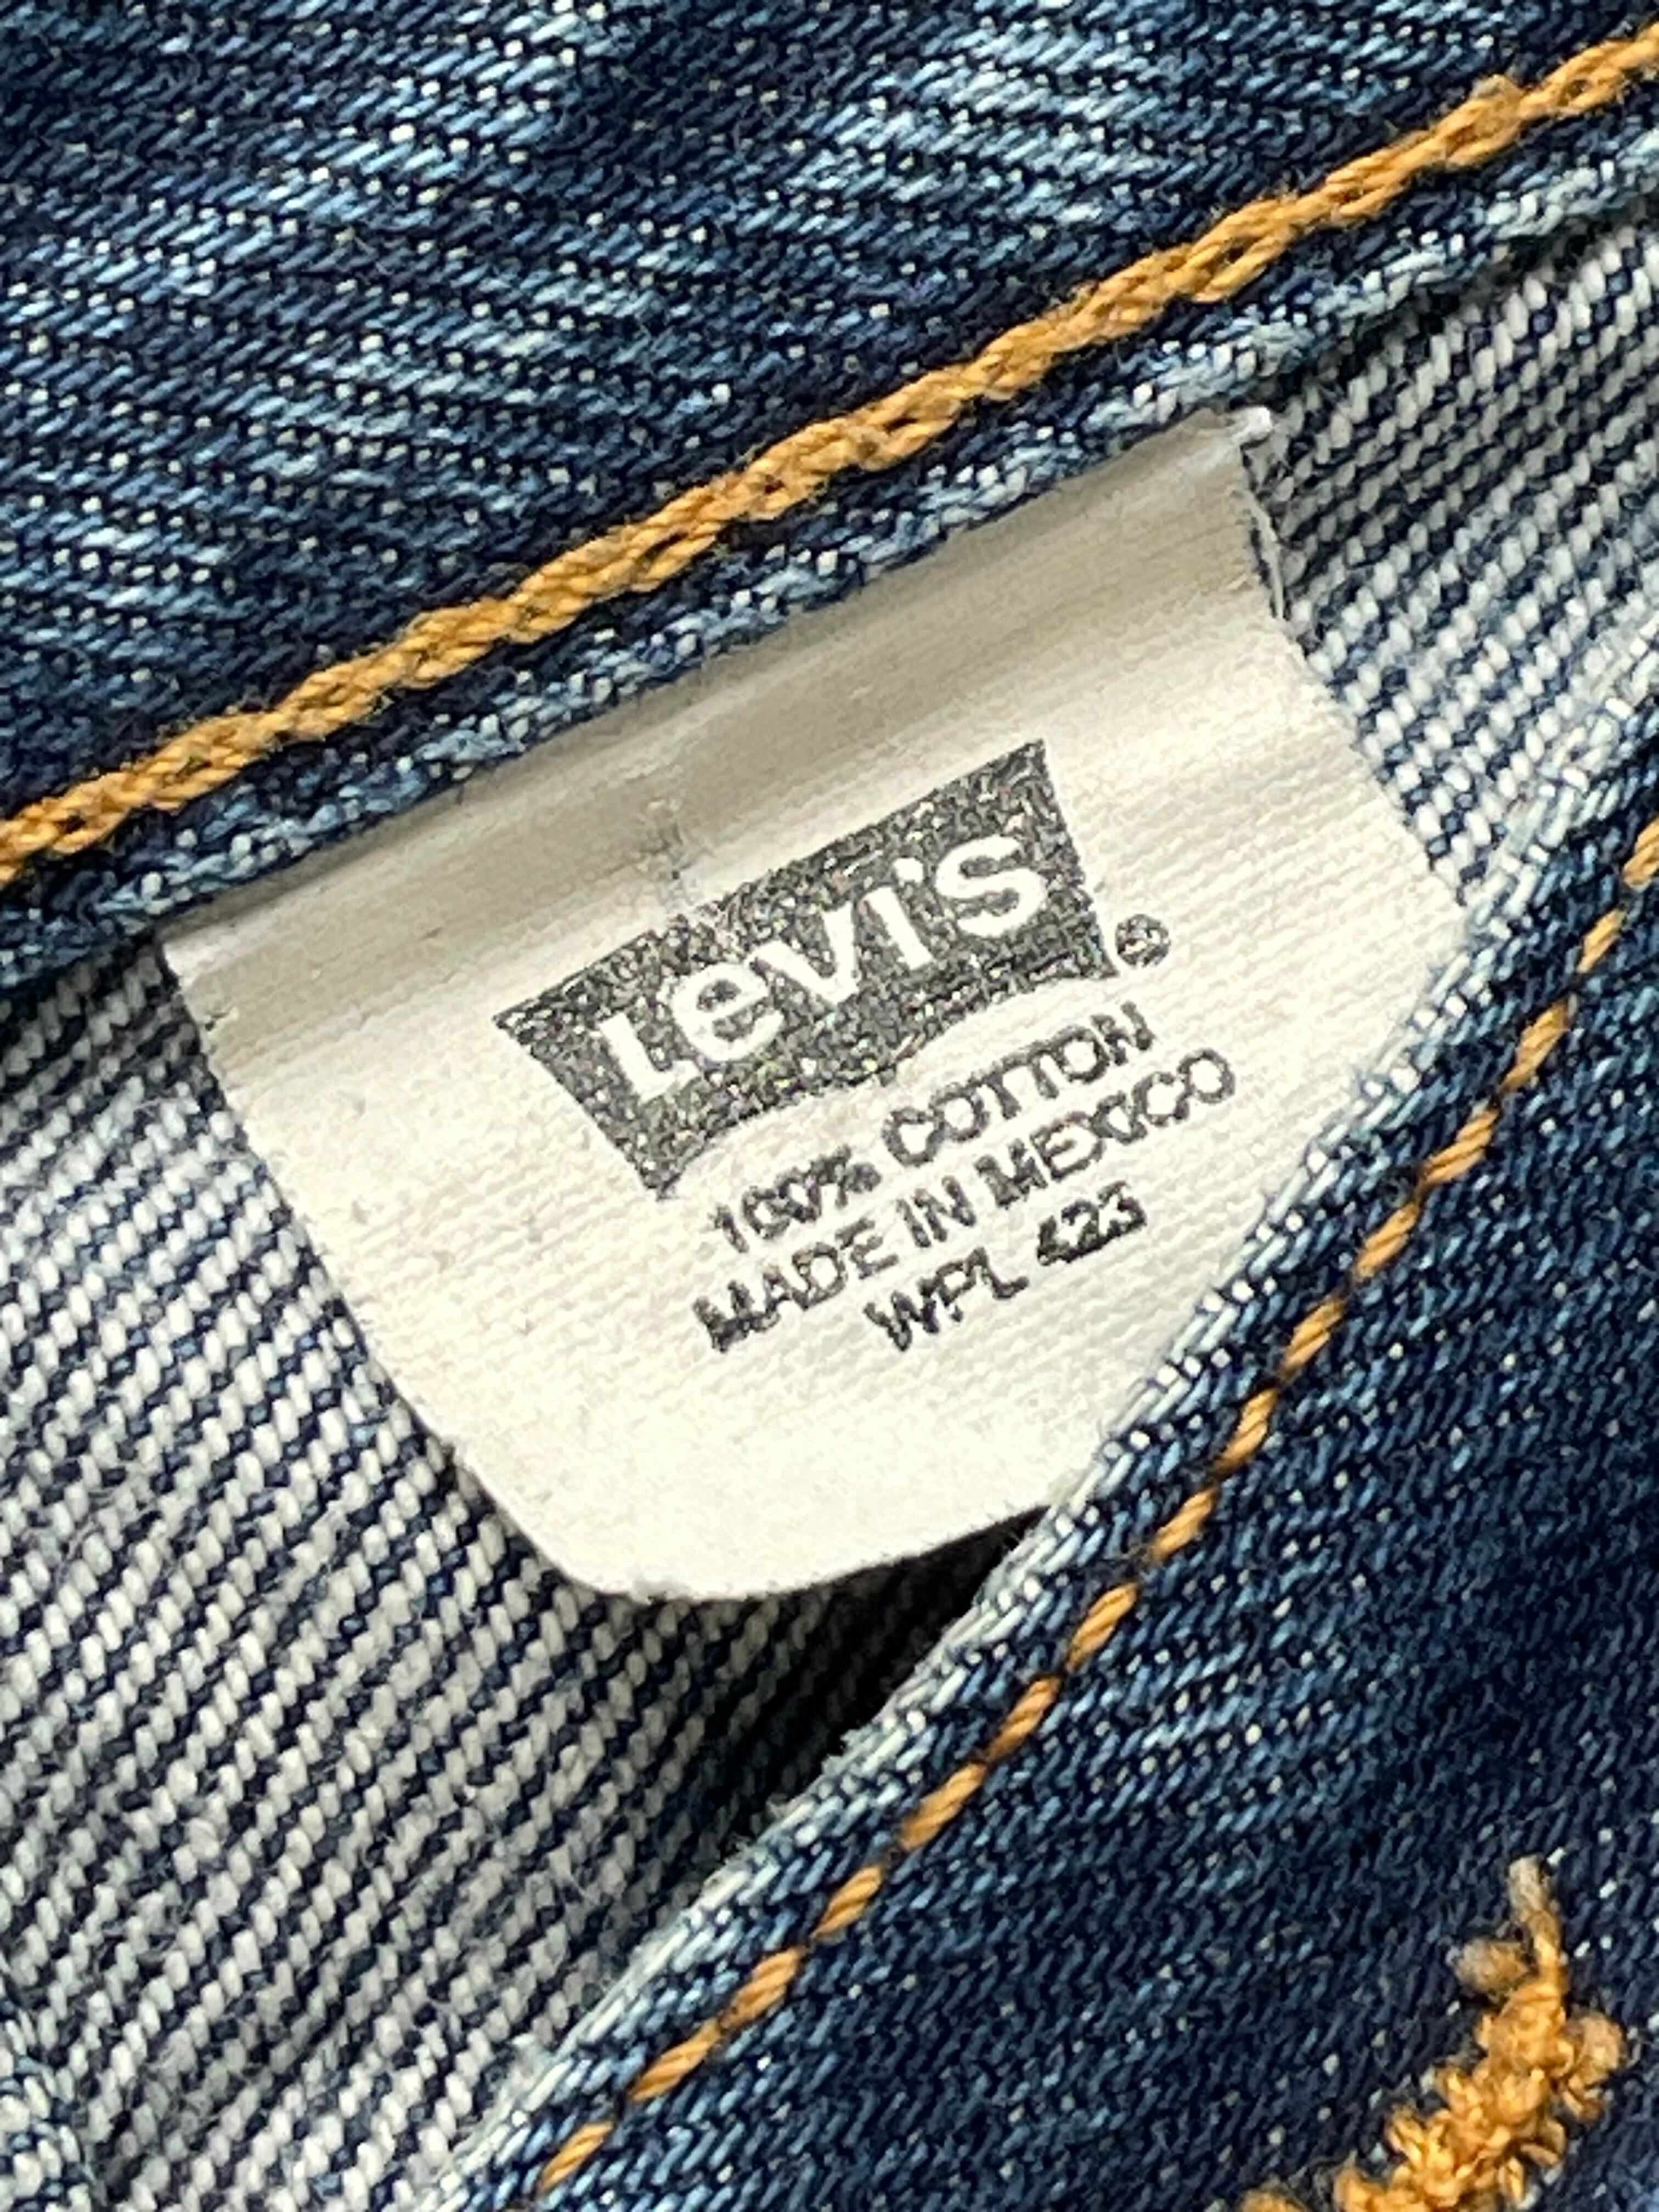 Levi's®
100% COTTON
MADE IN MEXICO
WPL 423